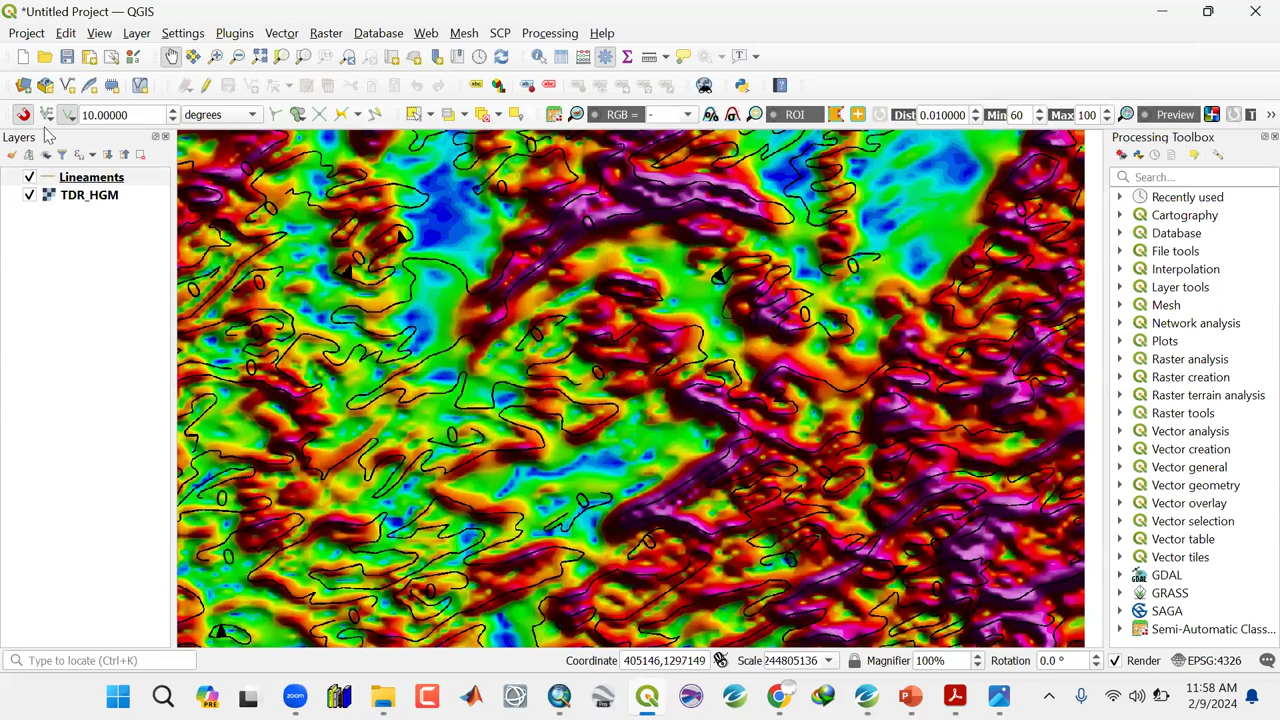 *Untitled Project — QGIS
Project Edit View Layer Settings Plugins Vector Raster Database Web Mesh SCP Processing Help
10.00000 degrees RGB = - ROI Dist 0.010000 Min 60 Max 100 Preview T »
Layers
Lineaments
TDR_HGM
Processing Toolbox
Search...
Recently used
Cartography
Database
File tools
Interpolation
Layer tools
Mesh
Network analysis
Plots
Raster analysis
Raster creation
Raster terrain analysis
Raster tools
Vector analysis
Vector creation
Vector general
Vector geometry
Vector overlay
Vector selection
Vector table
Vector tiles
GDAL
GRASS
SAGA
Semi-Automatic Class...
Type to locate (Ctrl+K) Coordinate 405146,1297149 Scale 244805136 Magnifier 100% Rotation 0.0 ° Render EPSG:4326
11:58 AM
2/9/2024